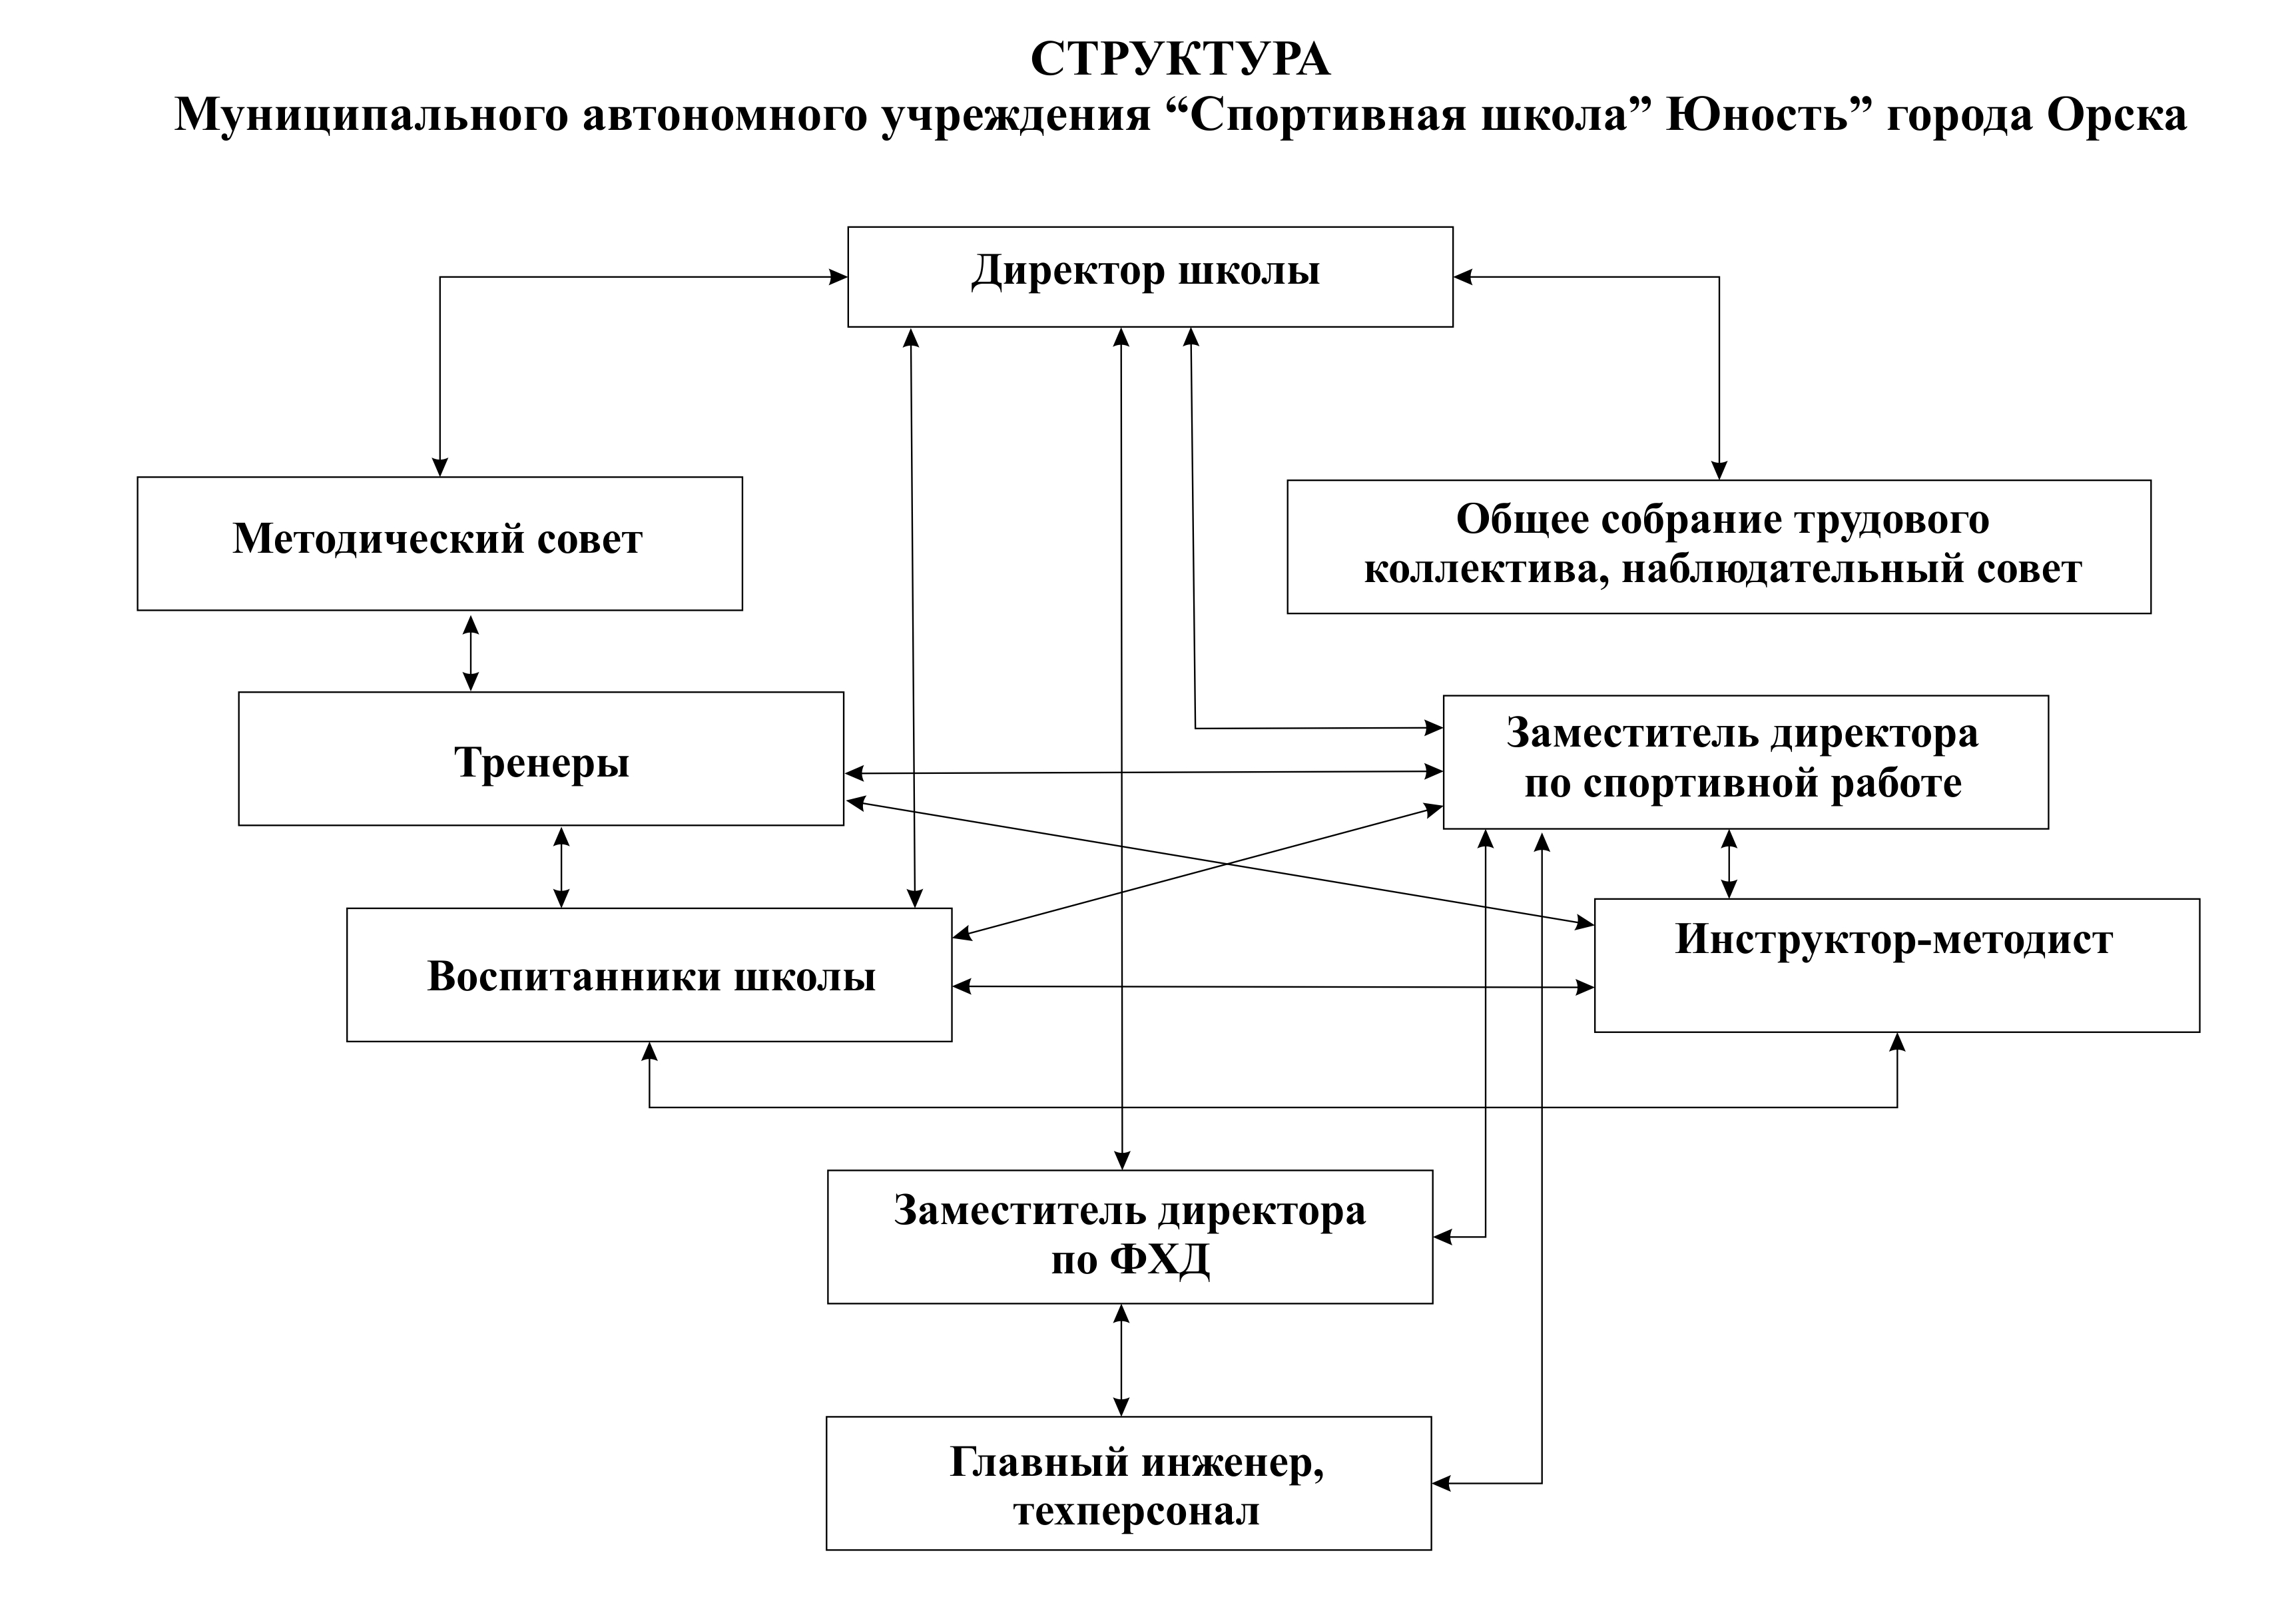 СТРУКТУРА
Муниципального автономного учреждения “Спортивная школа” Юность” города Орска
Директор школы
Методический совет
Общее собрание трудового
коллектива, наблюдательный совет
Тренеры
Заместитель директора
по спортивной работе
Воспитанники школы
Инструктор-методист
Заместитель директора
по ФХД
Главный инженер,
техперсонал